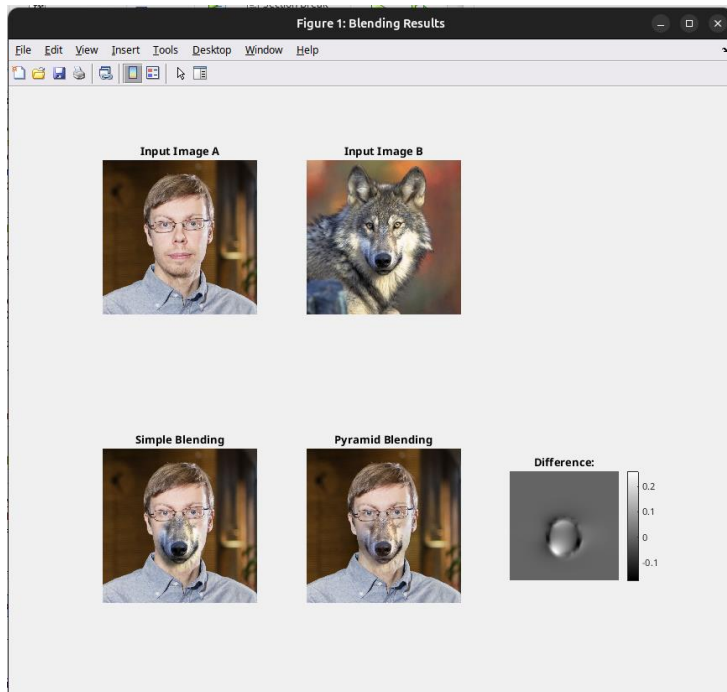 Figure 1: Blending Results
File Edit View Insert Tools Desktop Window Help
Input Image A
Input Image B
Simple Blending
Pyramid Blending
Difference:
0.2
0.1
0
-0.1